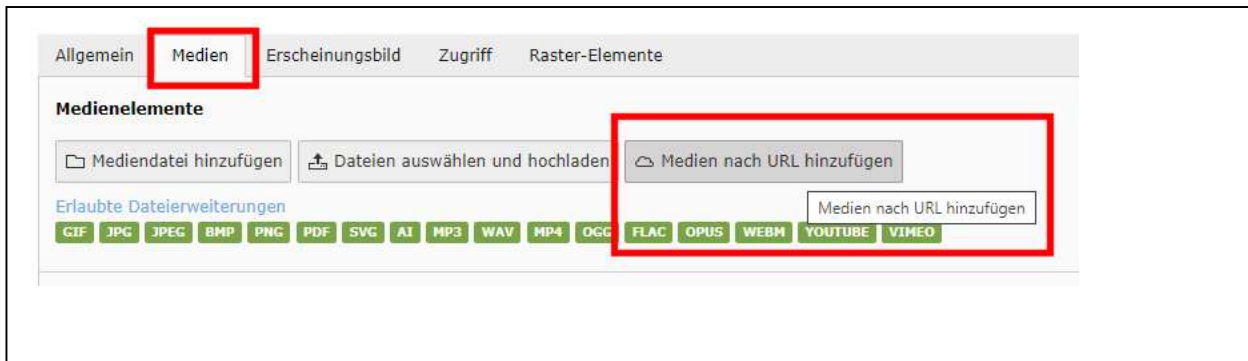 Allgemein Medien Erscheinungsbild Zugriff Raster-Elemente
Medienelemente
Mediendatei hinzufügen Dateien auswählen und hochladen Medien nach URL hinzufügen
Erlaubte Dateierweiterungen
Medien nach URL hinzufügen
GIF JPG JPEG BMP PNG PDF SVG AI MP3 WAV MP4 OGG FLAC OPUS WEBM YOUTUBE VIMEO